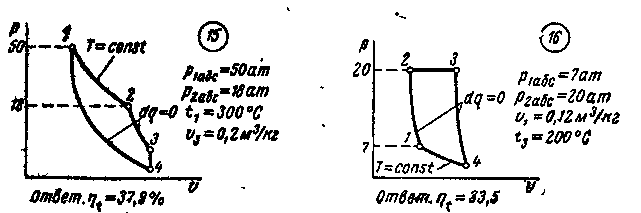 p
50
1
T=const
15
p₁абс=50ат
p₂абс=18ат
t₁=300°C
v₃=0,2м³/кг
18
2
dq=0
3
4
v
Ответ. ηₜ=37,9%
p
20
2
3
16
p₁абс=7ат
p₂абс=20ат
v₁=0,12м³/кг
t₃=200°C
dq=0
7
1
T=const
4
v
Ответ. ηₜ=33,5